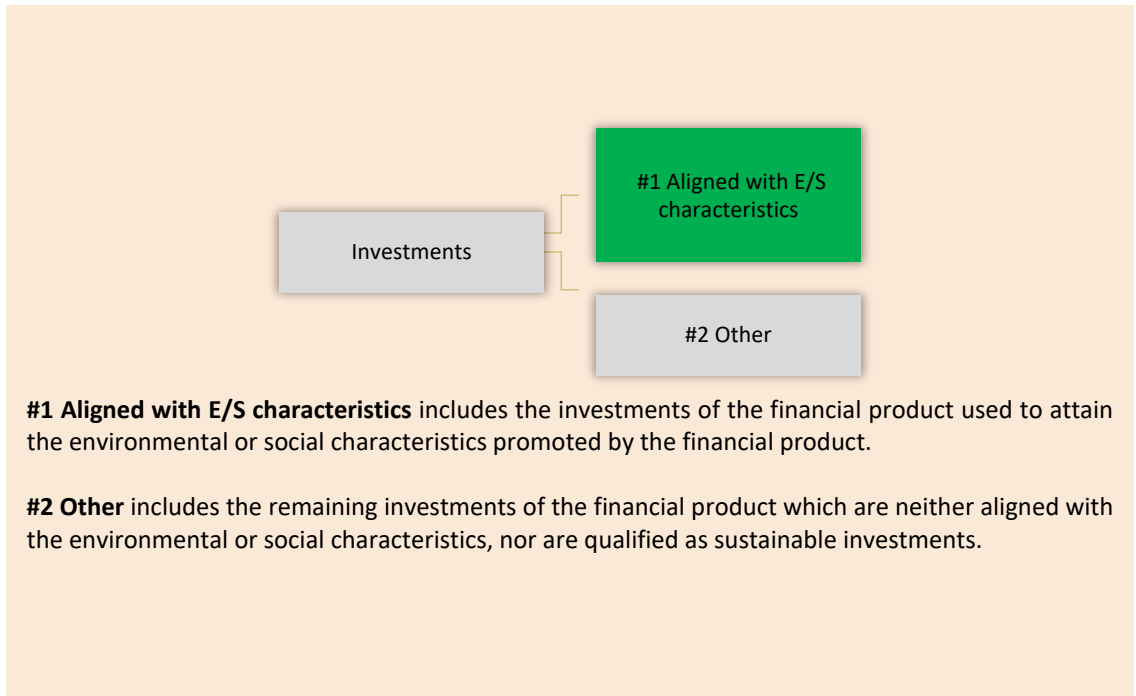 #1 Aligned with E/S
characteristics
Investments
#2 Other
#1 Aligned with E/S characteristics includes the investments of the financial product used to attain
the environmental or social characteristics promoted by the financial product.
#2 Other includes the remaining investments of the financial product which are neither aligned with
the environmental or social characteristics, nor are qualified as sustainable investments.